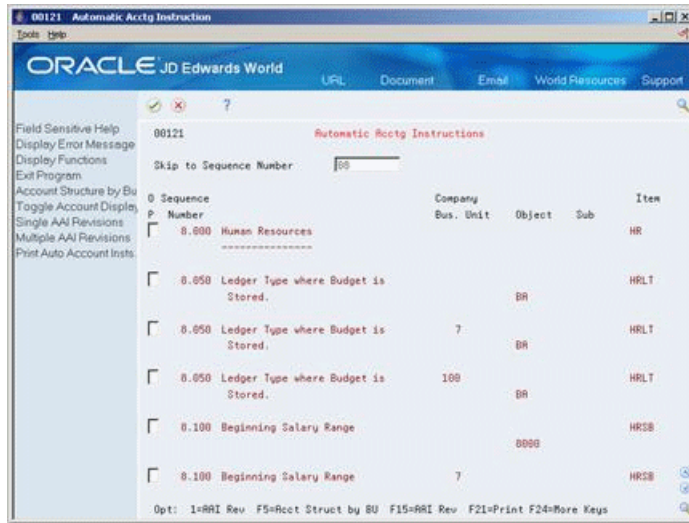 00121 Automatic Acctg Instruction
Tools Help
ORACLE JD Edwards World
URL Document Email World Resources Support
?
Field Sensitive Help
Display Error Message
Display Functions
Exit Program
Account Structure by Bu
Toggle Account Display
Single AAI Revisions
Multiple AAI Revisions
Print Auto Account Insts.
00121 Automatic Acctg Instructions
Skip to Sequence Number
O Sequence Company Item
P Number Bus. Unit Object Sub
8.000 Human Resources HR
---------------
8.050 Ledger Type where Budget is HRLT
Stored. BA
8.050 Ledger Type where Budget is 7 HRLT
Stored. BA
8.050 Ledger Type where Budget is 100 HRLT
Stored. BA
8.100 Beginning Salary Range HRSB
8000
8.100 Beginning Salary Range 7 HRSB
Opt: 1=AAI Rev F5=Acct Struct by BU F15=AAI Rev F21=Print F24=More Keys